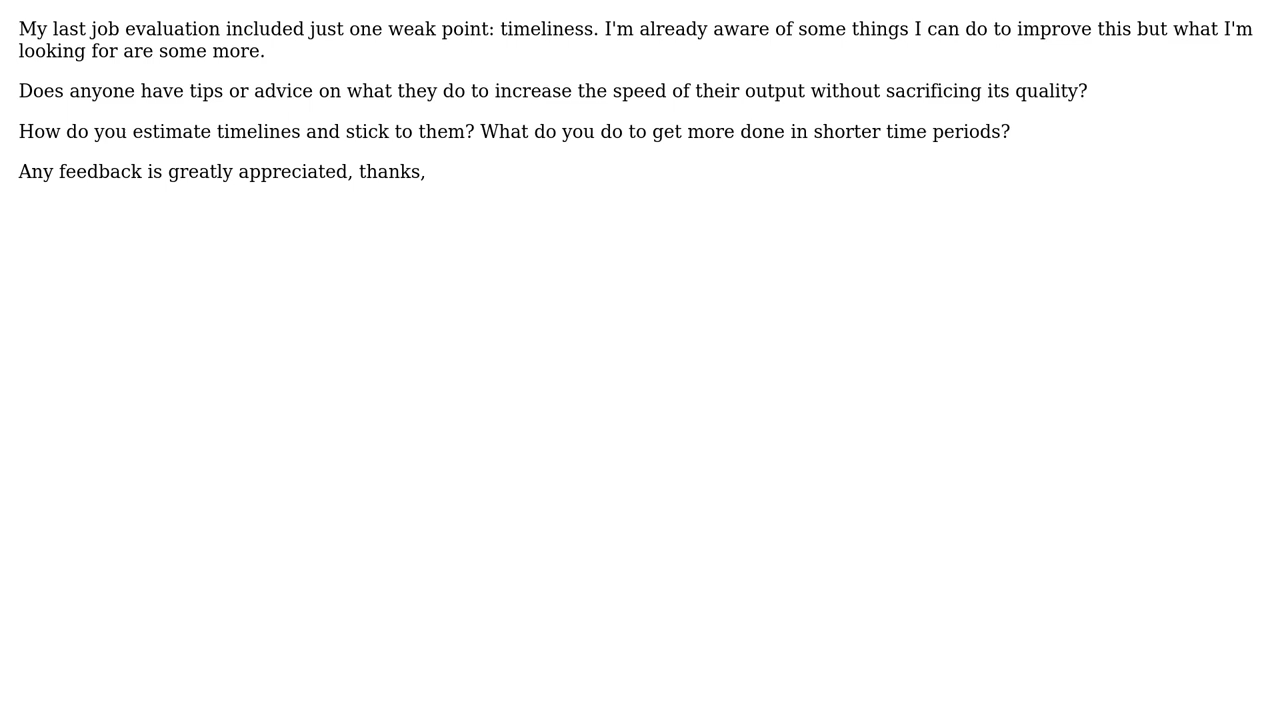 My last job evaluation included just one weak point: timeliness. I'm already aware of some things I can do to improve this but what I'm
looking for are some more.
Does anyone have tips or advice on what they do to increase the speed of their output without sacrificing its quality?
How do you estimate timelines and stick to them? What do you do to get more done in shorter time periods?
Any feedback is greatly appreciated, thanks,